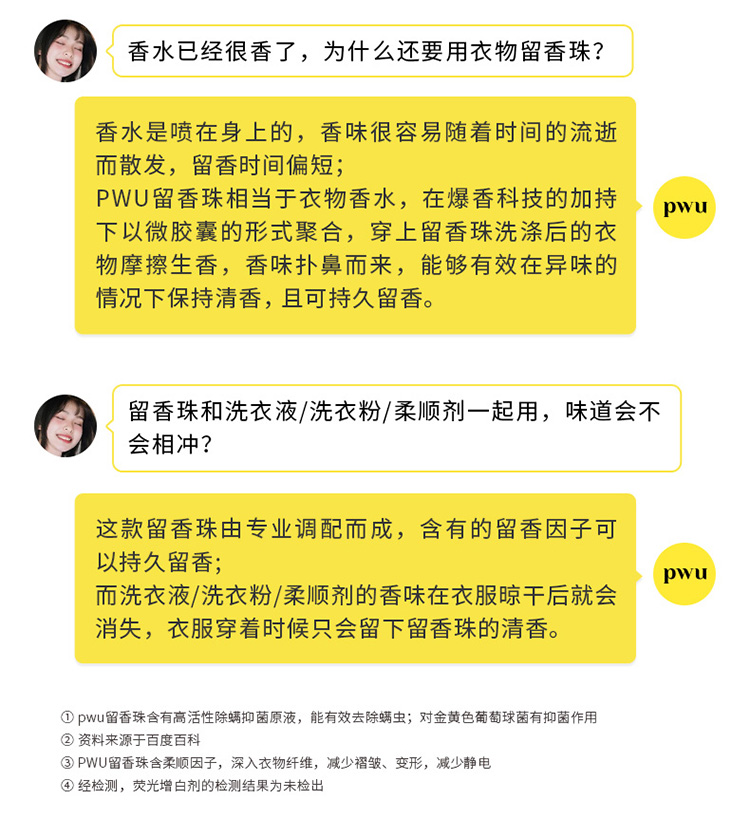 香水已经很香了，为什么还要用衣物留香珠？
香水是喷在身上的，香味很容易随着时间的流逝
而散发，留香时间偏短；
PWU留香珠相当于衣物香水，在爆香科技的加持
下以微胶囊的形式聚合，穿上留香珠洗涤后的衣
物摩擦生香，香味扑鼻而来，能够有效在异味的
情况下保持清香，且可持久留香。
pwu
留香珠和洗衣液/洗衣粉/柔顺剂一起用，味道会不
会相冲？
这款留香珠由专业调配而成，含有的留香因子可
以持久留香；
而洗衣液/洗衣粉/柔顺剂的香味在衣服晾干后就会
消失，衣服穿着时候只会留下留香珠的清香。
pwu
① pwu留香珠含有高活性除螨抑菌原液，能有效去除螨虫；对金黄色葡萄球菌有抑菌作用
② 资料来源于百度百科
③ PWU留香珠含柔顺因子，深入衣物纤维，减少褶皱、变形，减少静电
④ 经检测，荧光增白剂的检测结果为未检出